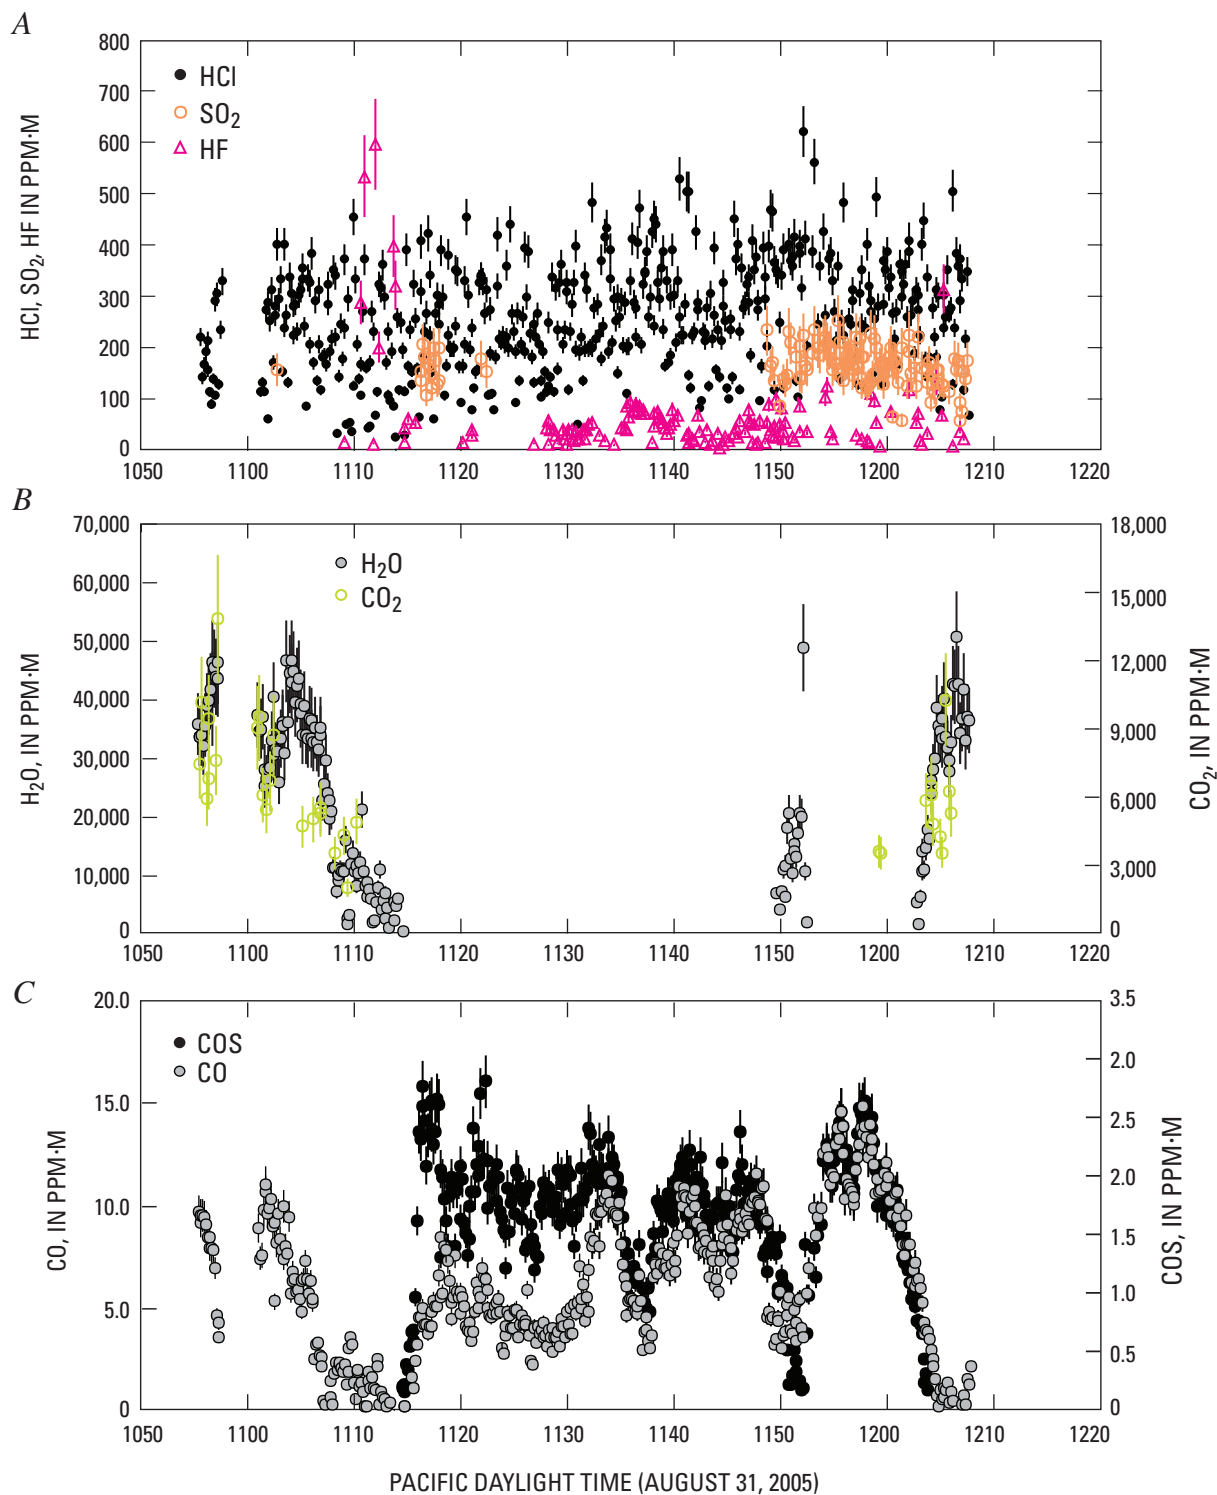 A
HCl, SO2, HF IN PPM·M
800
700
600
500
400
300
200
100
0
HCl
SO2
HF
1050 1100 1110 1120 1130 1140 1150 1200 1210 1220
B
H2O, IN PPM·M
70,000
60,000
50,000
40,000
30,000
20,000
10,000
0
H2O
CO2
18,000
15,000
12,000
9,000
6,000
3,000
0
CO2, IN PPM·M
1050 1100 1110 1120 1130 1140 1150 1200 1210 1220
C
CO, IN PPM·M
20.0
15.0
10.0
5.0
0
COS
CO
3.5
2.0
2.5
2.0
1.5
1.0
0.5
0
COS, IN PPM·M
1050 1100 1110 1120 1130 1140 1150 1200 1210 1220
PACIFIC DAYLIGHT TIME (AUGUST 31, 2005)